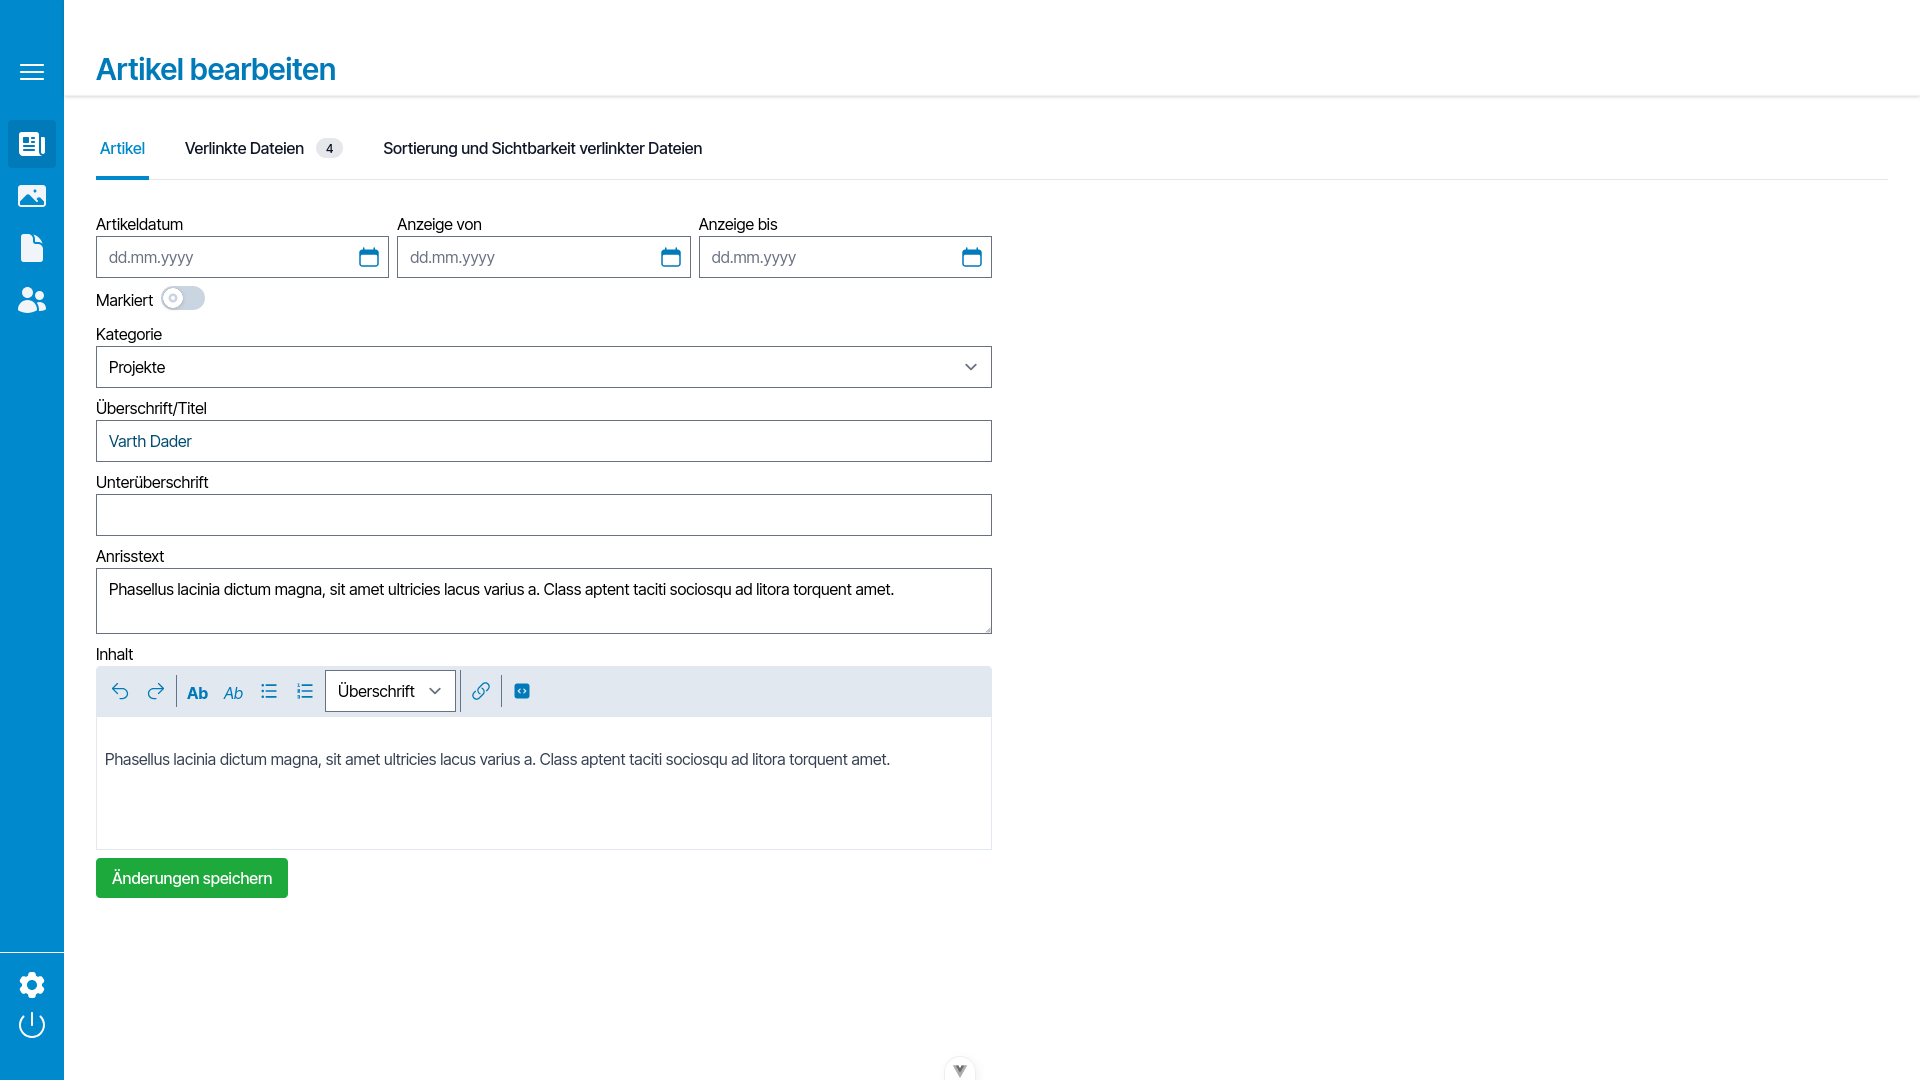 Artikel bearbeiten
Artikel Verlinkte Dateien 4 Sortierung und Sichtbarkeit verlinkter Dateien
Artikeldatum Anzeige von Anzeige bis
dd.mm.yyyy dd.mm.yyyy dd.mm.yyyy
Markiert
Kategorie
Projekte
Überschrift/Titel
Varth Dader
Unterüberschrift
Anrisstext
Phasellus lacinia dictum magna, sit amet ultricies lacus varius a. Class aptent taciti sociosqu ad litora torquent amet.
Inhalt
Ab Ab Überschrift
Phasellus lacinia dictum magna, sit amet ultricies lacus varius a. Class aptent taciti sociosqu ad litora torquent amet.
Änderungen speichern